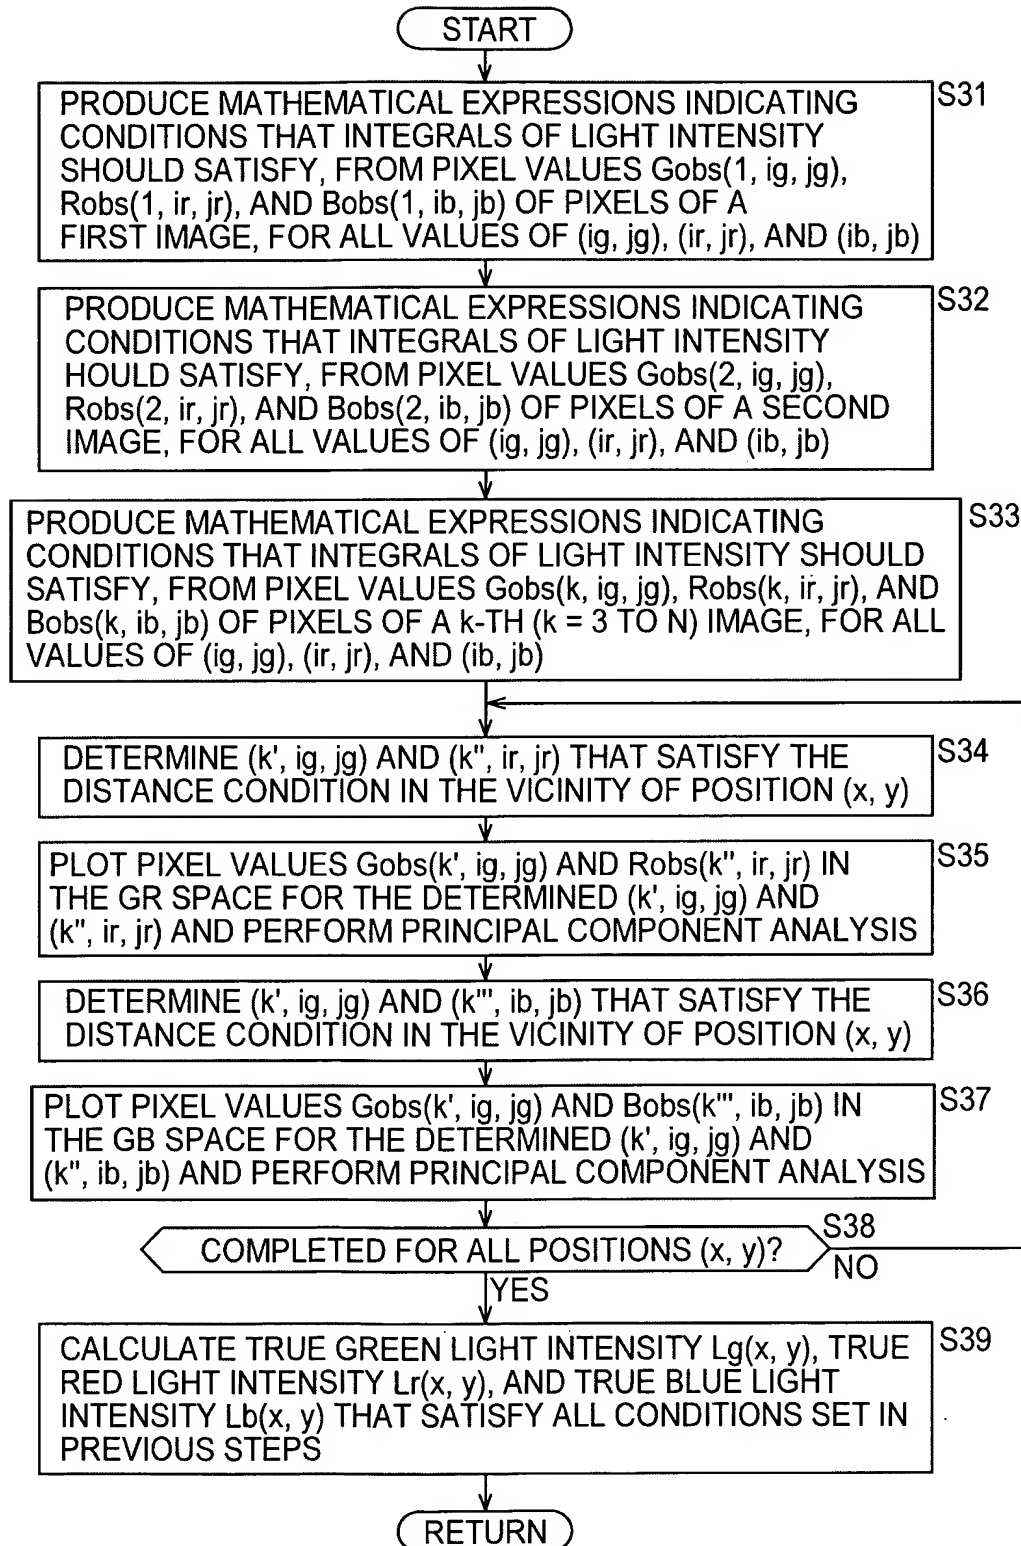 START
S31
PRODUCE MATHEMATICAL EXPRESSIONS INDICATING
CONDITIONS THAT INTEGRALS OF LIGHT INTENSITY
SHOULD SATISFY, FROM PIXEL VALUES Gobs(1, ig, jg),
Robs(1, ir, jr), AND Bobs(1, ib, jb) OF PIXELS OF A
FIRST IMAGE, FOR ALL VALUES OF (ig, jg), (ir, jr), AND (ib, jb)
S32
PRODUCE MATHEMATICAL EXPRESSIONS INDICATING
CONDITIONS THAT INTEGRALS OF LIGHT INTENSITY
HOULD SATISFY, FROM PIXEL VALUES Gobs(2, ig, jg),
Robs(2, ir, jr), AND Bobs(2, ib, jb) OF PIXELS OF A SECOND
IMAGE, FOR ALL VALUES OF (ig, jg), (ir, jr), AND (ib, jb)
S33
PRODUCE MATHEMATICAL EXPRESSIONS INDICATING
CONDITIONS THAT INTEGRALS OF LIGHT INTENSITY SHOULD
SATISFY, FROM PIXEL VALUES Gobs(k, ig, jg), Robs(k, ir, jr), AND
Bobs(k, ib, jb) OF PIXELS OF A k-TH (k = 3 TO N) IMAGE, FOR ALL
VALUES OF (ig, jg), (ir, jr), AND (ib, jb)
S34
DETERMINE (k', ig, jg) AND (k", ir, jr) THAT SATISFY THE
DISTANCE CONDITION IN THE VICINITY OF POSITION (x, y)
S35
PLOT PIXEL VALUES Gobs(k', ig, jg) AND Robs(k", ir, jr) IN
THE GR SPACE FOR THE DETERMINED (k', ig, jg) AND
(k", ir, jr) AND PERFORM PRINCIPAL COMPONENT ANALYSIS
S36
DETERMINE (k', ig, jg) AND (k''', ib, jb) THAT SATISFY THE
DISTANCE CONDITION IN THE VICINITY OF POSITION (x, y)
S37
PLOT PIXEL VALUES Gobs(k', ig, jg) AND Bobs(k''', ib, jb) IN
THE GB SPACE FOR THE DETERMINED (k', ig, jg) AND
(k", ib, jb) AND PERFORM PRINCIPAL COMPONENT ANALYSIS
S38
COMPLETED FOR ALL POSITIONS (x, y)?
NO
YES
S39
CALCULATE TRUE GREEN LIGHT INTENSITY Lg(x, y), TRUE
RED LIGHT INTENSITY Lr(x, y), AND TRUE BLUE LIGHT
INTENSITY Lb(x, y) THAT SATISFY ALL CONDITIONS SET IN
PREVIOUS STEPS
RETURN